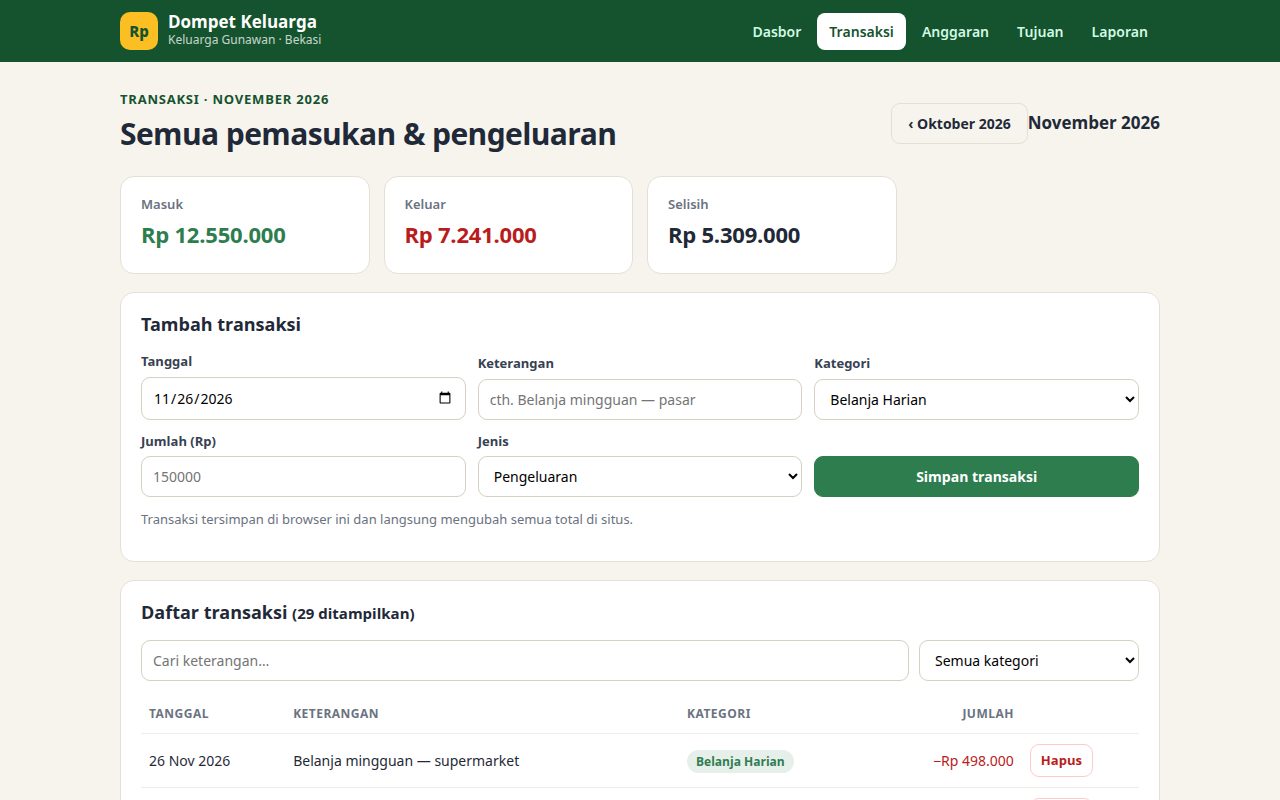 Rp
Dompet Keluarga
Keluarga Gunawan · Bekasi
Dasbor
Transaksi
Anggaran
Tujuan
Laporan
TRANSAKSI · NOVEMBER 2026
Semua pemasukan & pengeluaran
‹ Oktober 2026
November 2026
Masuk
Rp 12.550.000
Keluar
Rp 7.241.000
Selisih
Rp 5.309.000
Tambah transaksi
Tanggal
11/26/2026
Keterangan
cth. Belanja mingguan — pasar
Kategori
Belanja Harian
Jumlah (Rp)
150000
Jenis
Pengeluaran
Simpan transaksi
Transaksi tersimpan di browser ini dan langsung mengubah semua total di situs.
Daftar transaksi (29 ditampilkan)
Cari keterangan…
Semua kategori
TANGGAL KETERANGAN KATEGORI JUMLAH
26 Nov 2026 Belanja mingguan — supermarket Belanja Harian −Rp 498.000 Hapus